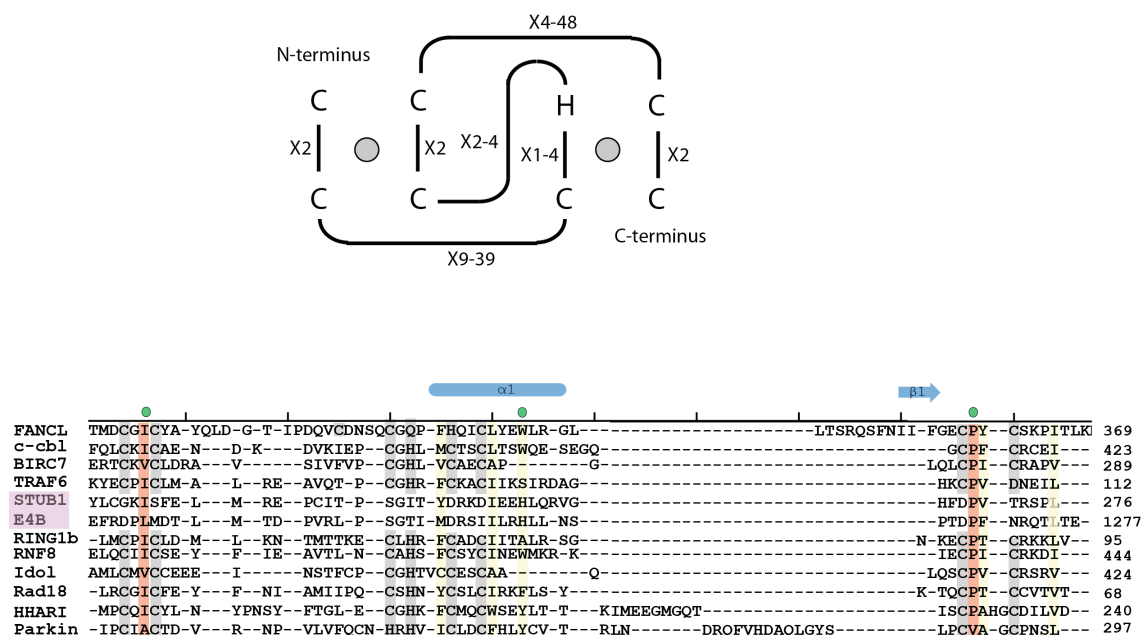 X4-48
N-terminus
C C H C
X2 X2 X2-4 X1-4 X2
C C C C
C-terminus
X9-39
α1 β1
FANCL TMDCGICYA-YQLD-G-T-IPDQVCDNSQCGQP-FHQICLYEWLR-GL-----------------------LTSRQSFNII-FGECPY--CSKPITLK 369
c-cbl FQLCKICAE-N--D-K----DVKIEP--CGHL-MCTSCLTSWQE-SEGQ----------------------------------GCPF--CRCEI---- 423
BIRC7 ERTCKVCLDRA---V-----SIVFVP--CGHL-VCAECAP---------G--------------------------------LQLCPI--CRAPV---- 289
TRAF6 KYECPICLM-A---L--RE-AVQT-P--CGHR-FCKACIIKSIRDAG-----------------------------------HKCPV--DNEIL---- 112
STUB1 YLCGKISFE-L---M--RE-PCIT-P--SGIT-YDRKDIEEHLQRVG-----------------------------------HFDPV--TRSPL---- 276
E4B EFRDPLMDT-L---M--TD-PVRL-P--SGTI-MDRSIILRHLL-NS-----------------------------------PTDPF--NRQTLTE- 1277
RING1b -LMCPICLD-M---L--KN-TMTTKE--CLHR-FCADCITALR-SG-----------------------------------N-KECPT--CRKKLV--- 95
RNF8 ELQCIICSE-Y---F--IE-AVTL-N--CAHS-FCSYCINEWMKR-K-----------------------------------IECPI--CRKDI---- 444
Idol AMLCMVCCEEE---I-----NSTFCP--CGHTVCCESCAA---------Q--------------------------------LQSCPV--CRSRV---- 424
Rad18 -LRCGICFE-Y---F--NI-AMIIPQ--CSHN-YCSLCIRKFLS-Y-----------------------------------K-TQCPT--CCVTVT--- 68
HHARI -MPCQICYL-N---YPNSY-FTGL-E--CGHK-FCMQCWSEYLT-T---KIMEEGMGQT-----------------------ISCPAHGCDILVD--- 240
Parkin -IPCIACTD-V---R--NP-VLVFQCN-HRHV-ICLDCFHLYCV-T---RLN-------DROFVHDAOLGYS-------LPCVAGCPNSL---- 297